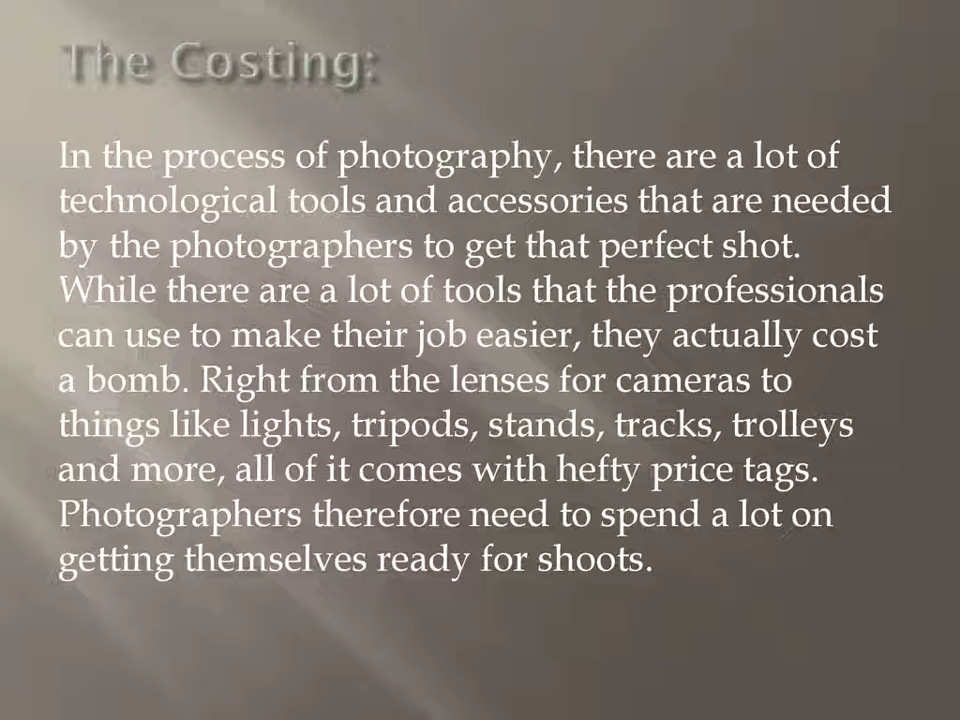 The Costing:
In the process of photography, there are a lot of
technological tools and accessories that are needed
by the photographers to get that perfect shot.
While there are a lot of tools that the professionals
can use to make their job easier, they actually cost
a bomb. Right from the lenses for cameras to
things like lights, tripods, stands, tracks, trolleys
and more, all of it comes with hefty price tags.
Photographers therefore need to spend a lot on
getting themselves ready for shoots.